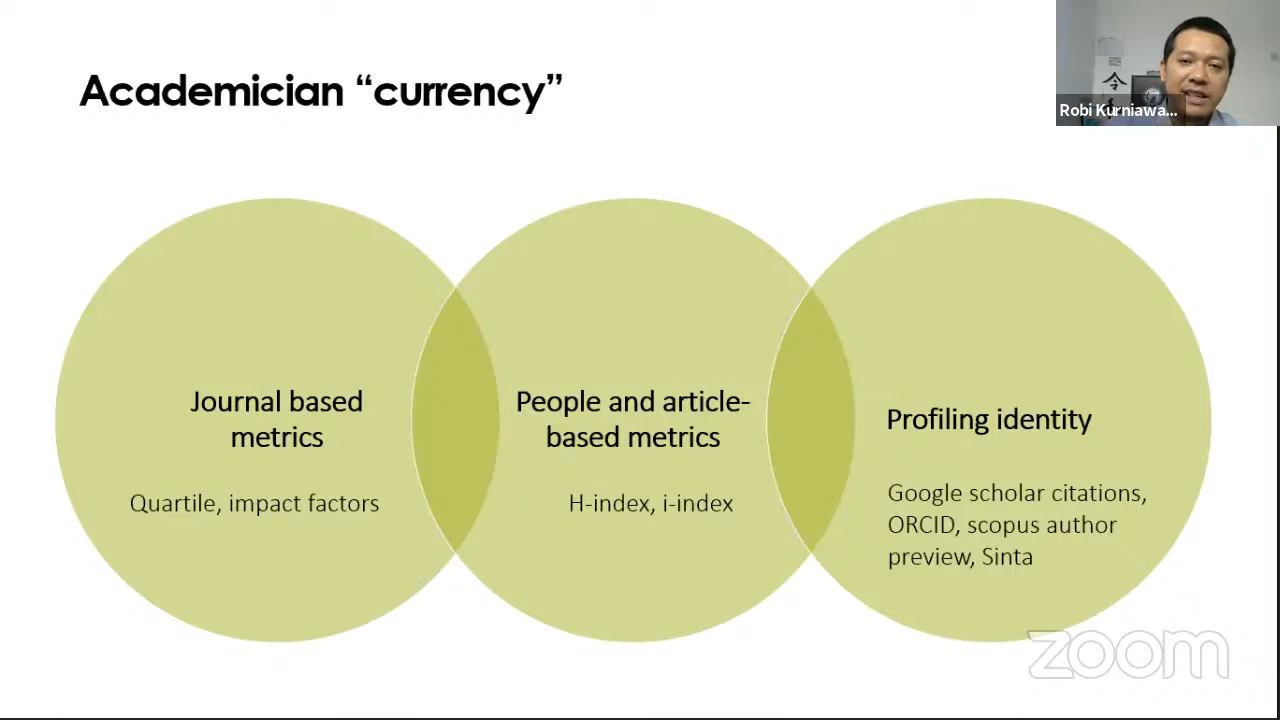 Academician “currency”
Robi Kurniawa...
令
Journal based
metrics
Quartile, impact factors
People and article-
based metrics
H-index, i-index
Profiling identity
Google scholar citations,
ORCID, scopus author
preview, Sinta
zoom